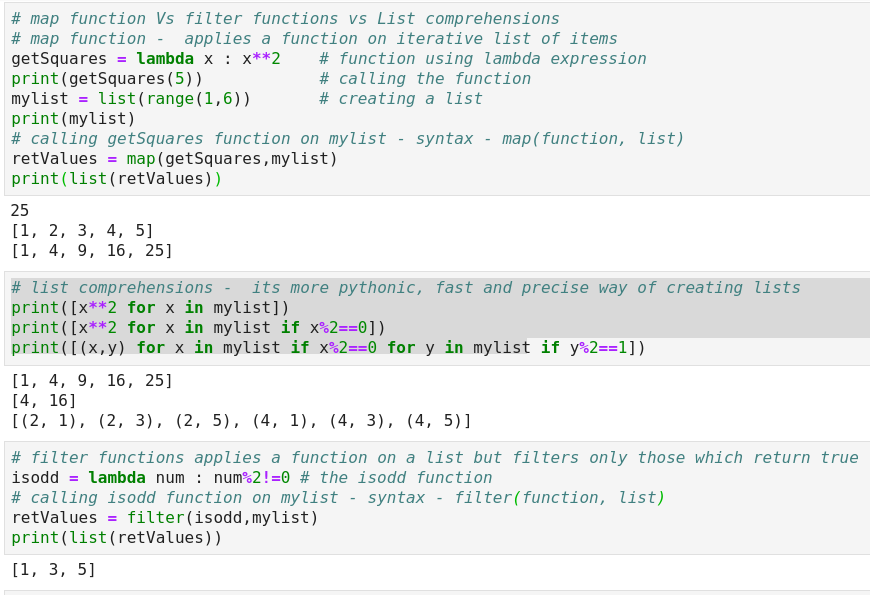 # map function Vs filter functions vs List comprehensions
# map function -  applies a function on iterative list of items
getSquares = lambda x : x**2    # function using lambda expression
print(getSquares(5))            # calling the function
mylist = list(range(1,6))       # creating a list
print(mylist)
# calling getSquares function on mylist - syntax - map(function, list)
retValues = map(getSquares,mylist)
print(list(retValues))
25
[1, 2, 3, 4, 5]
[1, 4, 9, 16, 25]
# list comprehensions -  its more pythonic, fast and precise way of creating lists
print([x**2 for x in mylist])
print([x**2 for x in mylist if x%2==0])
print([(x,y) for x in mylist if x%2==0 for y in mylist if y%2==1])
[1, 4, 9, 16, 25]
[4, 16]
[(2, 1), (2, 3), (2, 5), (4, 1), (4, 3), (4, 5)]
# filter functions applies a function on a list but filters only those which return true
isodd = lambda num : num%2!=0 # the isodd function
# calling isodd function on mylist - syntax - filter(function, list)
retValues = filter(isodd,mylist)
print(list(retValues))
[1, 3, 5]